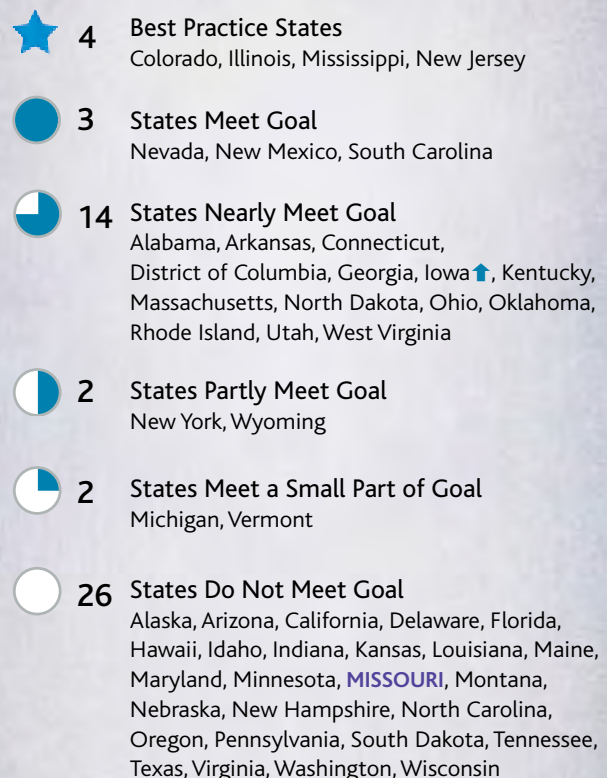 4 Best Practice States
Colorado, Illinois, Mississippi, New Jersey
3 States Meet Goal
Nevada, New Mexico, South Carolina
14 States Nearly Meet Goal
Alabama, Arkansas, Connecticut,
District of Columbia, Georgia, Iowa⬆, Kentucky,
Massachusetts, North Dakota, Ohio, Oklahoma,
Rhode Island, Utah, West Virginia
2 States Partly Meet Goal
New York, Wyoming
2 States Meet a Small Part of Goal
Michigan, Vermont
26 States Do Not Meet Goal
Alaska, Arizona, California, Delaware, Florida,
Hawaii, Idaho, Indiana, Kansas, Louisiana, Maine,
Maryland, Minnesota, MISSOURI, Montana,
Nebraska, New Hampshire, North Carolina,
Oregon, Pennsylvania, South Dakota, Tennessee,
Texas, Virginia, Washington, Wisconsin